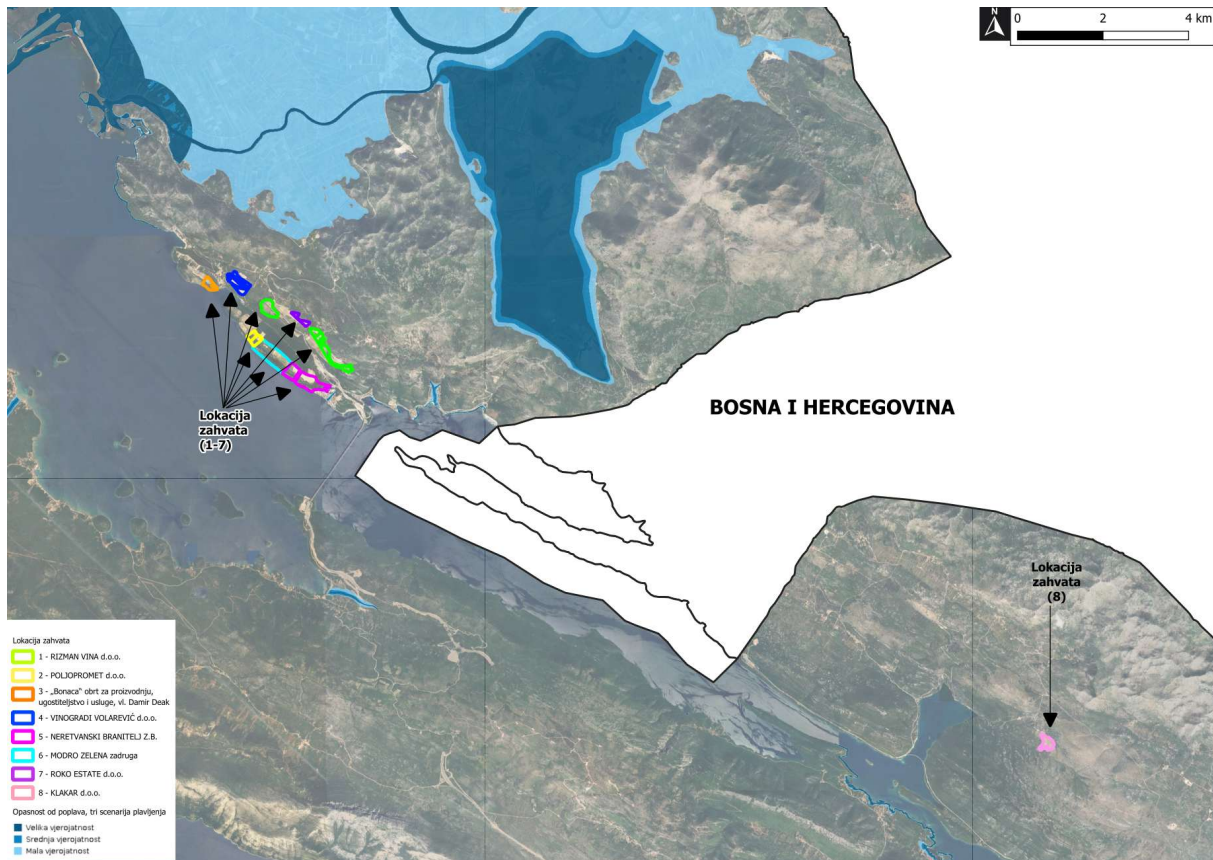 N
0 2 4 km
Lokacija
zahvata
(1-7)
BOSNA I HERCEGOVINA
Lokacija
zahvata
(8)
Lokacija zahvata
1 - RIZMAN VINA d.o.o.
2 - POLJOPROMET d.o.o.
3 - „Bonaca“ obrt za proizvodnju,
ugostiteljstvo i usluge, vl. Damir Deak
4 - VINOGRADI VOLAREVIĆ d.o.o.
5 - NERETVANSKI BRANITELJ Z.B.
6 - MODRO ZELENA zadruga
7 - ROKO ESTATE d.o.o.
8 - KLAKAR d.o.o.
Opasnost od poplava, tri scenarija plavljenja
Velika vjerojatnost
Srednja vjerojatnost
Mala vjerojatnost